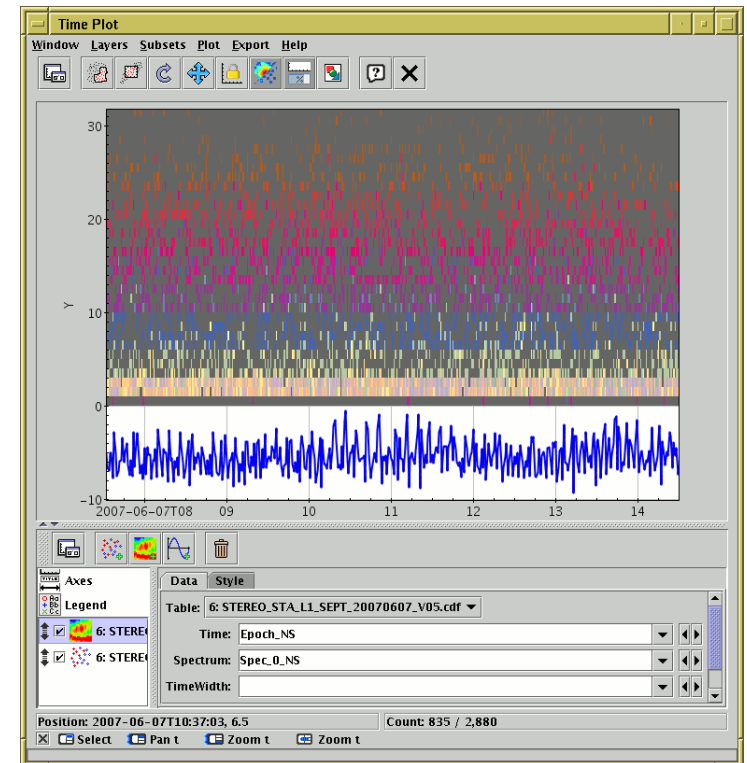 Time Plot
Window Layers Subsets Plot Export Help
30
20
10
0
−10
Y
2007−06−07T08 09 10 11 12 13 14
Axes
Legend
6: STERE
6: STERE
Data Style
Table: 6: STEREO_STA_L1_SEPT_20070607_V05.cdf
Time: Epoch_NS
Spectrum: Spec_0_NS
TimeWidth:
Position: 2007−06−07T10:37:03, 6.5 Count: 835 / 2,880
Select Pan t Zoom t Zoom t